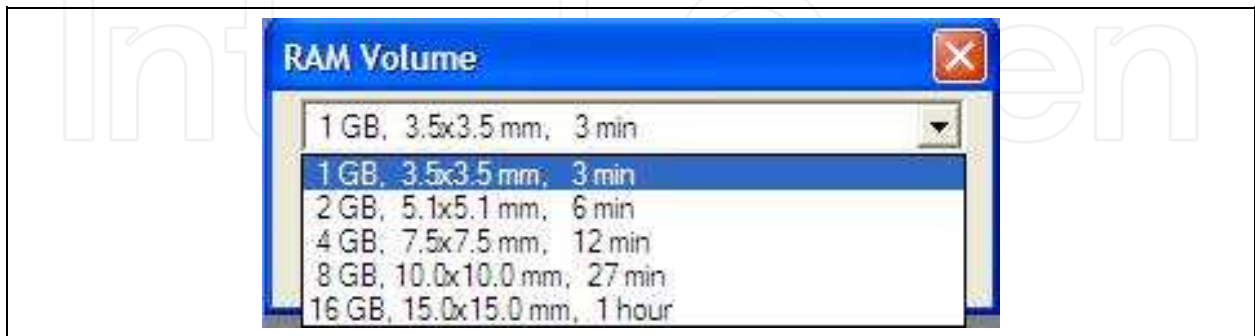 RAM Volume
1 GB, 3.5x3.5 mm, 3 min
1 GB, 3.5x3.5 mm, 3 min
2 GB, 5.1x5.1 mm, 6 min
4 GB, 7.5x7.5 mm, 12 min
8 GB, 10.0x10.0 mm, 27 min
16 GB, 15.0x15.0 mm, 1 hour